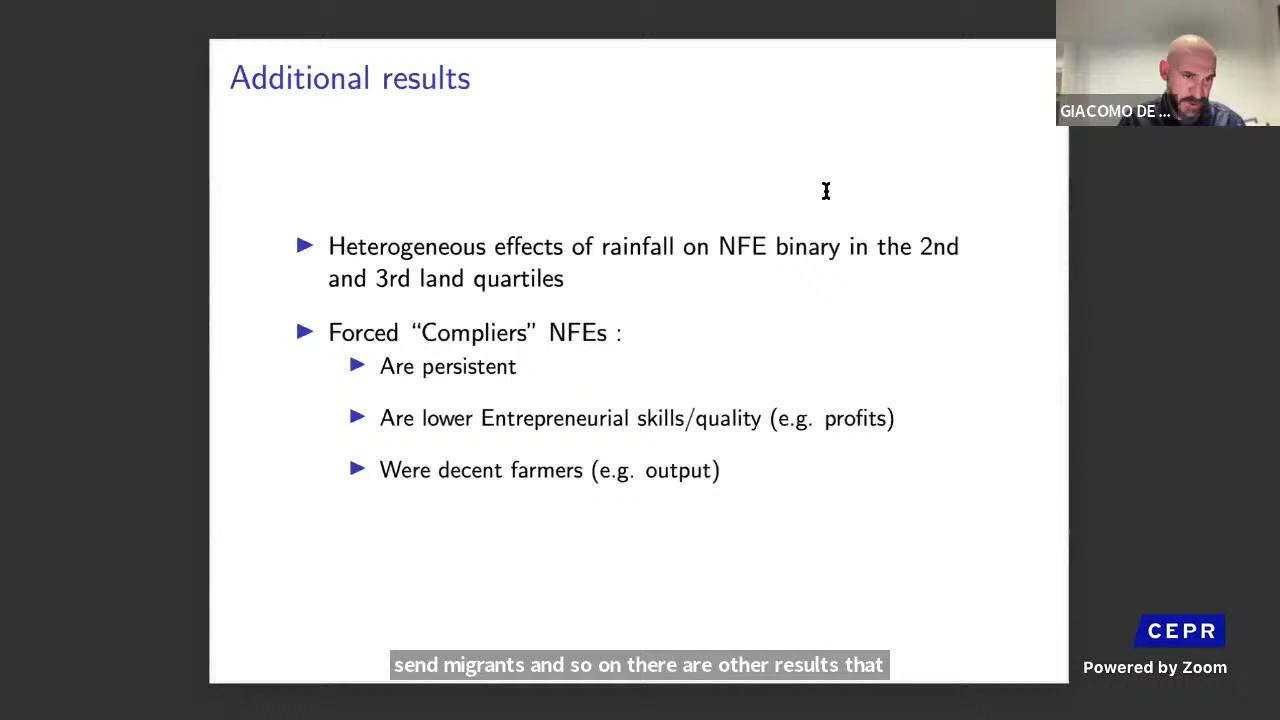 Additional results
GIACOMO DE ...
Heterogeneous effects of rainfall on NFE binary in the 2nd
and 3rd land quartiles
Forced “Compliers” NFEs :
Are persistent
Are lower Entrepreneurial skills/quality (e.g. profits)
Were decent farmers (e.g. output)
CEPR
send migrants and so on there are other results that
Powered by Zoom